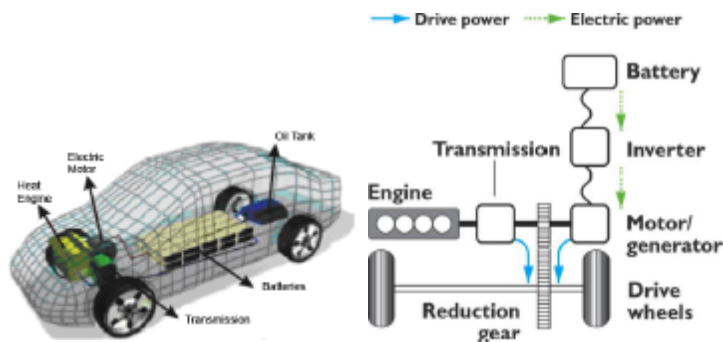 Oil Tank
Electric
Motor
Heat
Engine
Batteries
Transmission
Drive power
Electric power
Battery
Transmission
Inverter
Engine
Motor/
generator
Reduction
gear
Drive
wheels